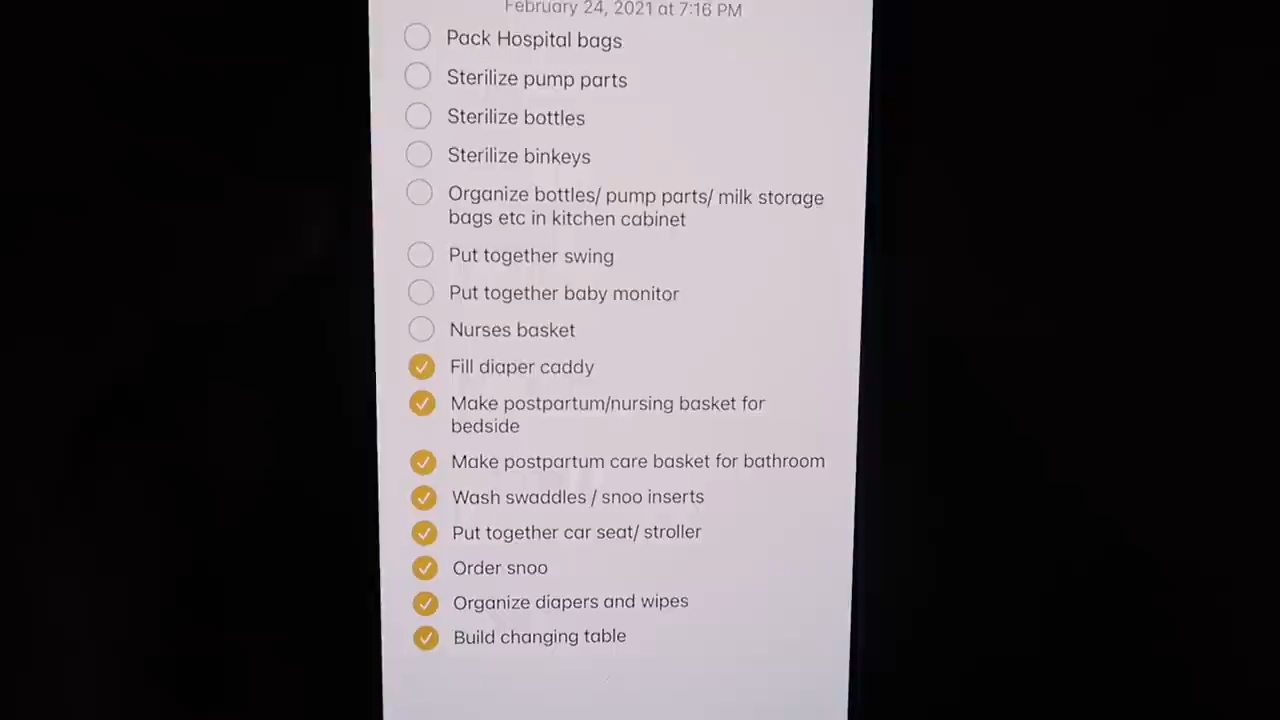 February 24, 2021 at 7:16 PM
Pack Hospital bags
Sterilize pump parts
Sterilize bottles
Sterilize binkeys
Organize bottles/ pump parts/ milk storage
bags etc in kitchen cabinet
Put together swing
Put together baby monitor
Nurses basket
Fill diaper caddy
Make postpartum/nursing basket for
bedside
Make postpartum care basket for bathroom
Wash swaddles / snoo inserts
Put together car seat/ stroller
Order snoo
Organize diapers and wipes
Build changing table